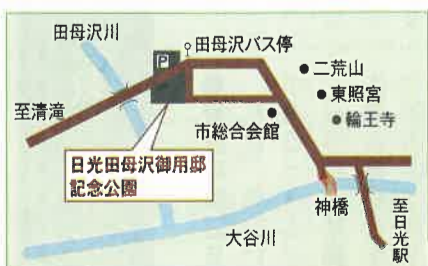 田母沢川
P
田母沢バス停
二荒山
東照宮
輪王寺
至清滝
市総合会館
日光田母沢御用邸
記念公園
神橋
大谷川
至日光駅